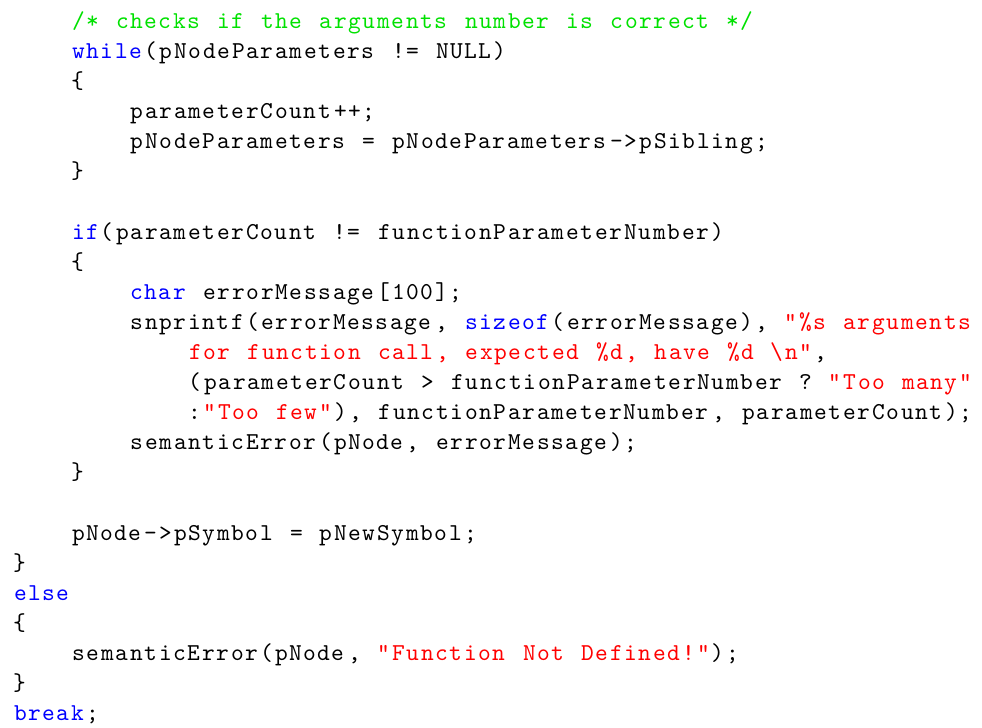 /* checks if the arguments number is correct */
while(pNodeParameters != NULL)
{
parameterCount++;
pNodeParameters = pNodeParameters->pSibling;
}
if(parameterCount != functionParameterNumber)
{
char errorMessage[100];
snprintf(errorMessage, sizeof(errorMessage), "%s arguments
for function call, expected %d, have %d \n",
(parameterCount > functionParameterNumber ? "Too many"
:"Too few"), functionParameterNumber, parameterCount);
semanticError(pNode, errorMessage);
}
pNode->pSymbol = pNewSymbol;
}
else
{
semanticError(pNode, "Function Not Defined!");
}
break;